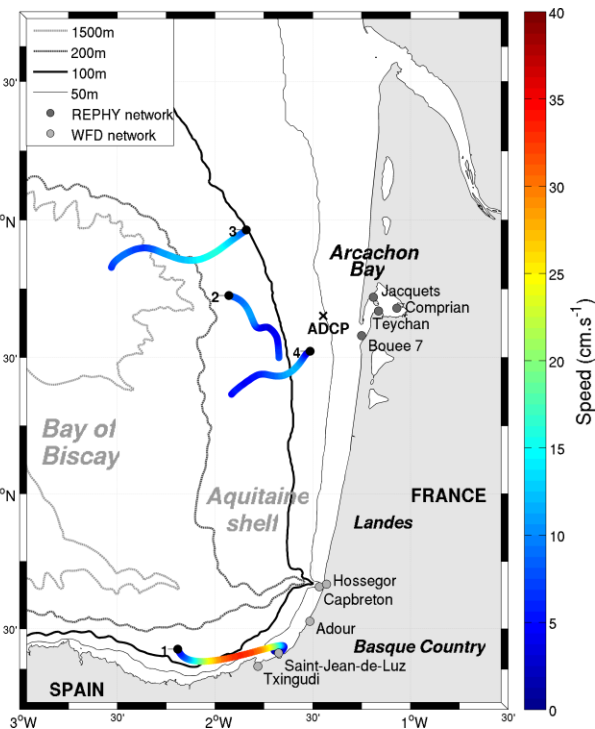 1500m
200m
100m
50m
REPHY network
WFD network
30'
°N
30'
°N
30'
3
2
4
1
Arcachon
Bay
Jacquets
Comprian
Teychan
ADCP
Bouee 7
Bay of
Biscay
Aquitaine
shelf
FRANCE
Landes
Hossegor
Capbreton
Adour
Basque Country
Saint-Jean-de-Luz
Txingudi
SPAIN
3°W
30'
2°W
30'
1°W
30'
40
35
30
25
20
15
10
5
0
Speed (cm.s⁻¹)